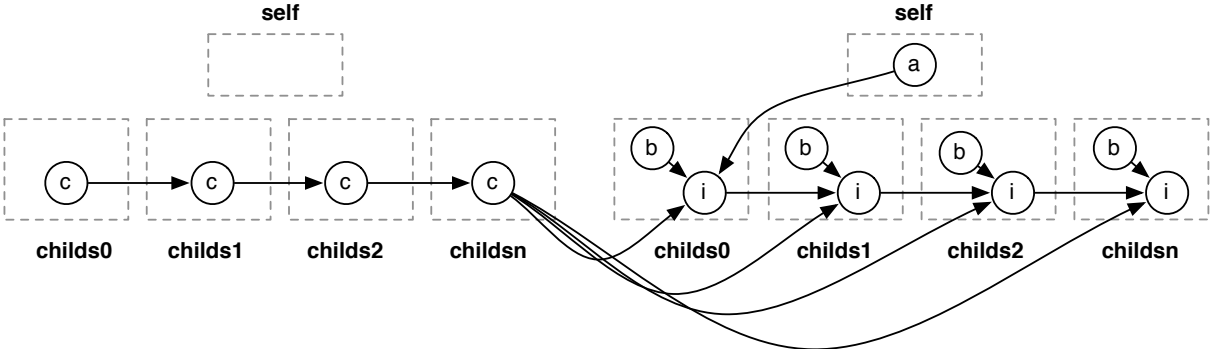 self self
a
b b b b
c c c c i i i i
childs0 childs1 childs2 childsn childs0 childs1 childs2 childsn